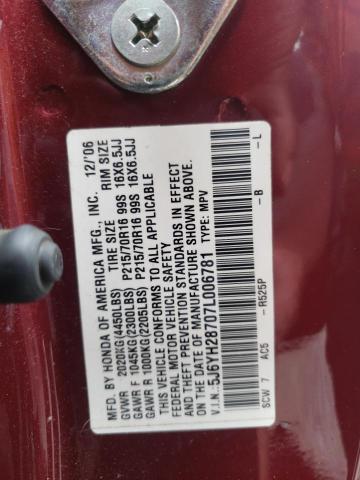 MFD. BY HONDA OF AMERICA MFG., INC. 12/'06
TIRE SIZE RIM SIZE
GVWR 2020KG(4450LBS)
GAWR F 1045KG(2300LBS) P215/70R16 99S 16X6.5JJ
GAWR R 1000KG(2205LBS) P215/70R16 99S 16X6.5JJ
THIS VEHICLE CONFORMS TO ALL APPLICABLE
FEDERAL MOTOR VEHICLE SAFETY
AND THEFT PREVENTION STANDARDS IN EFFECT
ON THE DATE OF MANUFACTURE SHOWN ABOVE.
V.I.N.:5J6YH28707L006781 TYPE: MPV
SCW 7 AC5 -R525P -B -L